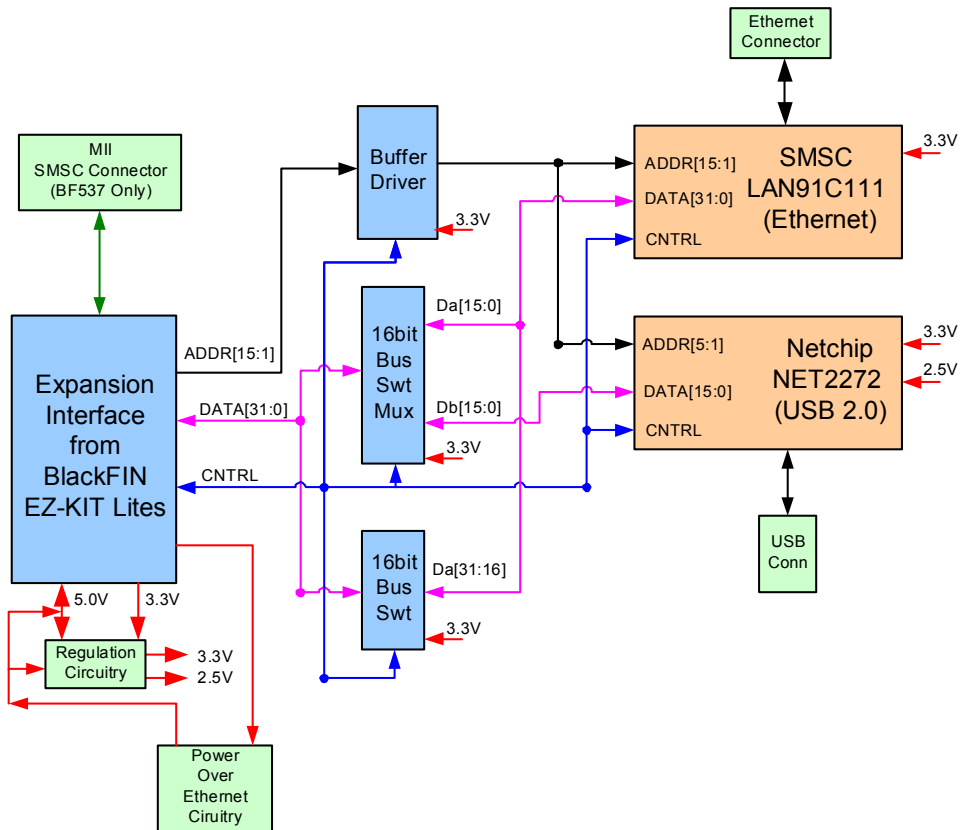 Ethernet
Connector
MII
SMSC Connector
(BF537 Only)
Buffer
Driver
3.3V
ADDR[15:1]
DATA[31:0]
CNTRL
SMSC
LAN91C111
(Ethernet)
3.3V
Expansion
Interface
from
BlackFIN
EZ-KIT Lites
ADDR[15:1]
DATA[31:0]
CNTRL
16bit
Bus
Swt
Mux
Da[15:0]
Db[15:0]
3.3V
ADDR[5:1]
DATA[15:0]
CNTRL
Netchip
NET2272
(USB 2.0)
3.3V
2.5V
16bit
Bus
Swt
Da[31:16]
3.3V
USB
Conn
5.0V
3.3V
Regulation
Circuitry
3.3V
2.5V
Power
Over
Ethernet
Ciruitry